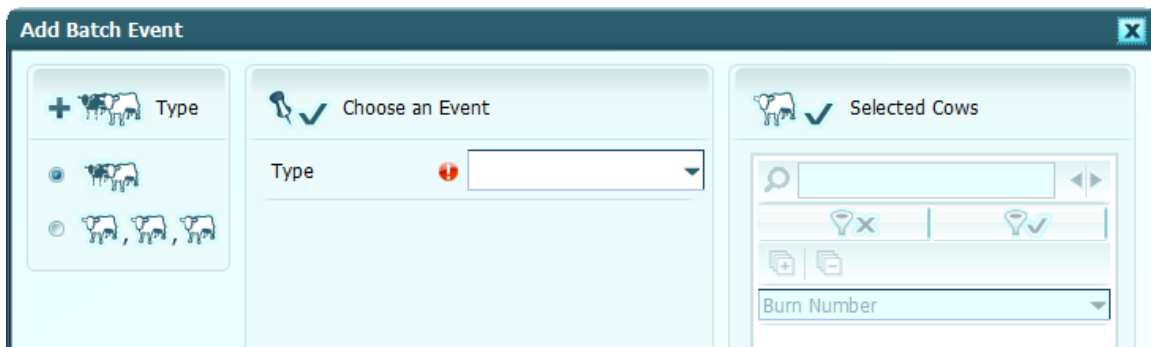 Add Batch Event
Type
Choose an Event
Type
Selected Cows
Burn Number